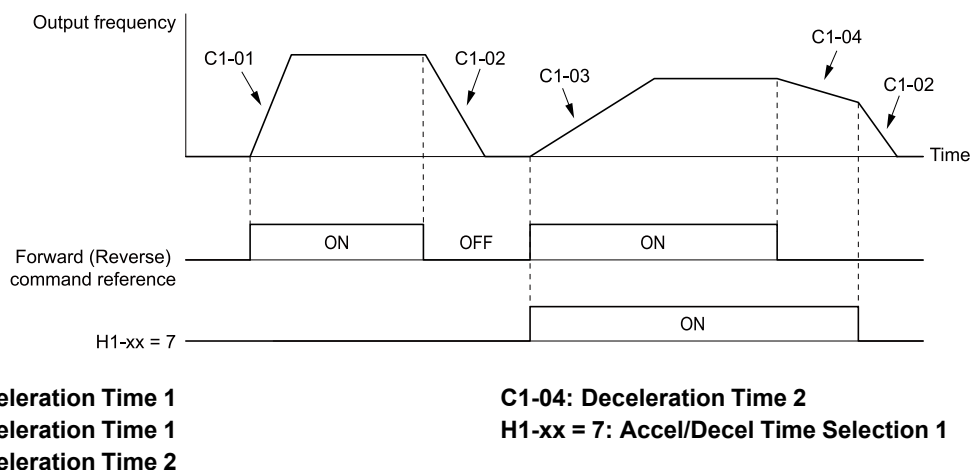 Output frequency
C1-01
C1-02
C1-03
C1-04
C1-02
Time
ON
OFF
ON
Forward (Reverse)
command reference
ON
H1-xx = 7
eleration Time 1
C1-04: Deceleration Time 2
eleration Time 1
H1-xx = 7: Accel/Decel Time Selection 1
eleration Time 2